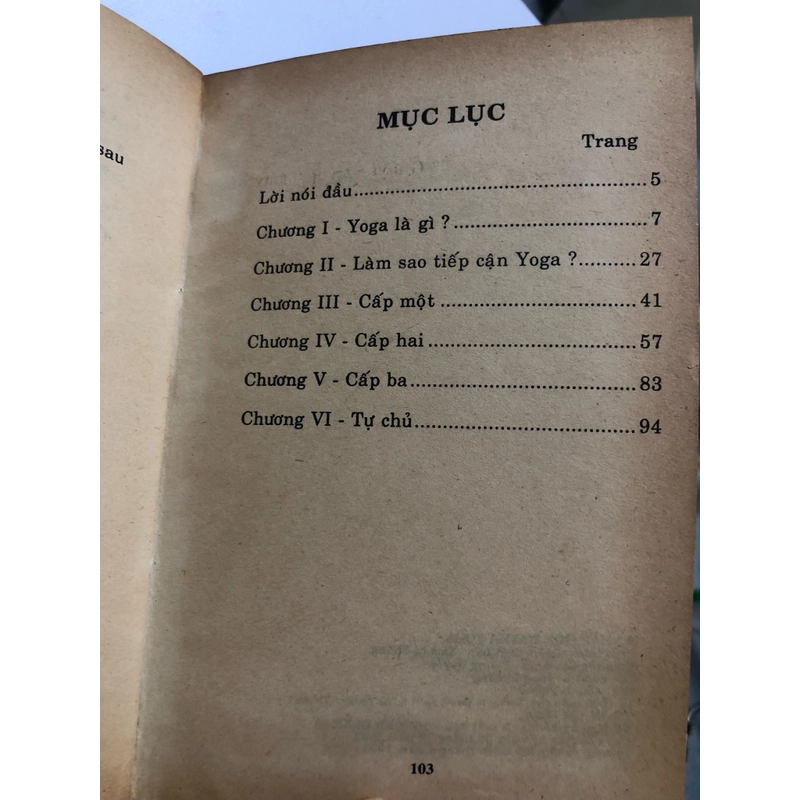 sau
MỤC LỤC
Trang
Lời nói đầu.................................................5
Chương I - Yoga là gì ?.................................7
Chương II - Làm sao tiếp cận Yoga ?.........27
Chương III - Cấp một .................................41
Chương IV - Cấp hai ...................................57
Chương V - Cấp ba......................................83
Chương VI - Tự chủ.....................................94
103